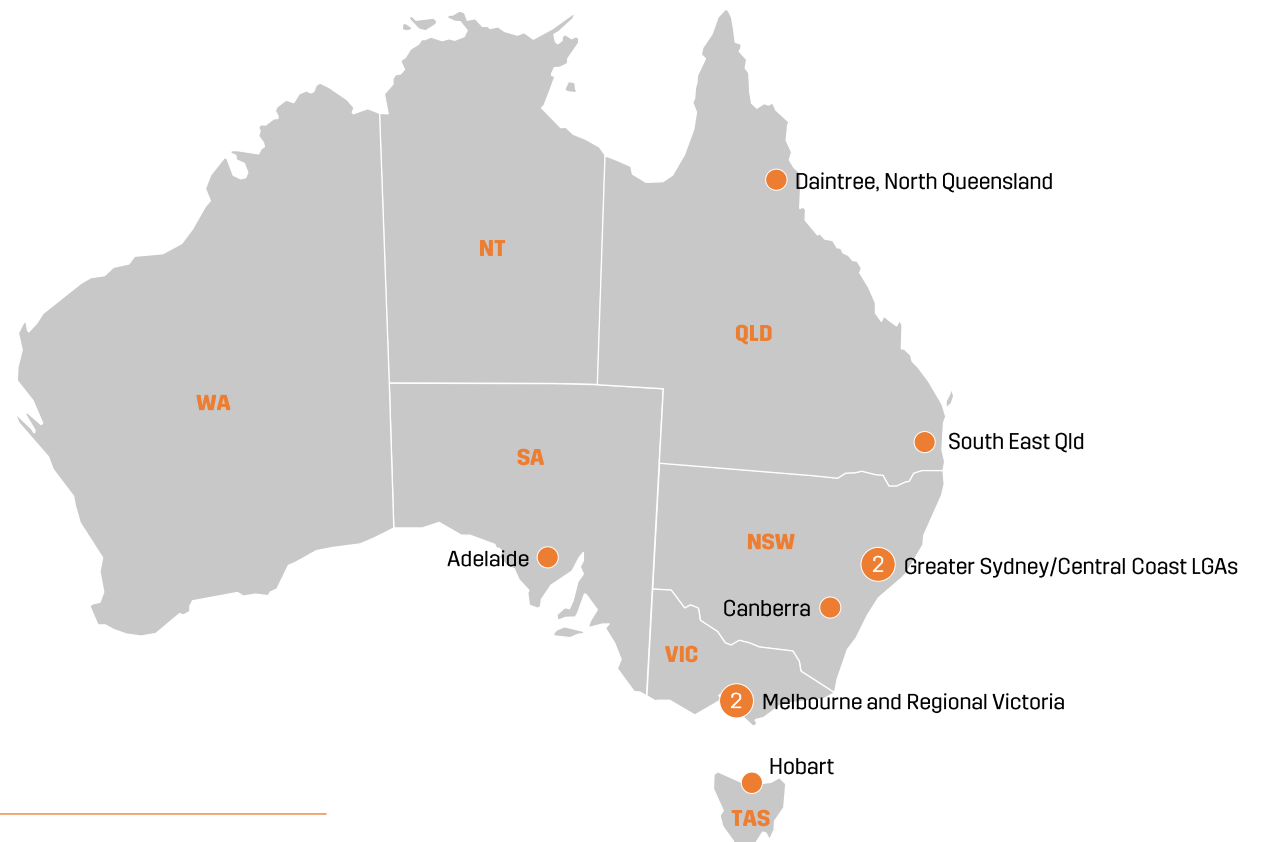 Daintree, North Queensland
NT
QLD
WA
South East Qld
SA
NSW
Adelaide
2 Greater Sydney/Central Coast LGAs
Canberra
VIC
2 Melbourne and Regional Victoria
Hobart
TAS